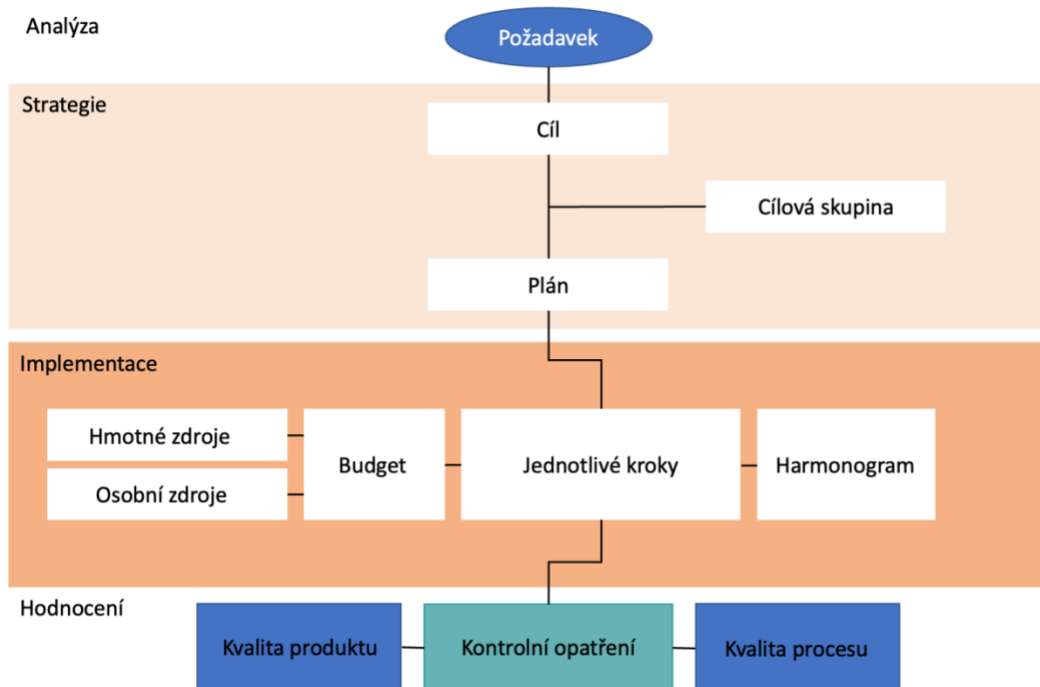 Analýza
Požadavek
Strategie
Cíl
Cílová skupina
Plán
Implementace
Hmotné zdroje
Osobní zdroje
Budget
Jednotlivé kroky
Harmonogram
Hodnocení
Kvalita produktu
Kontrolní opatření
Kvalita procesu